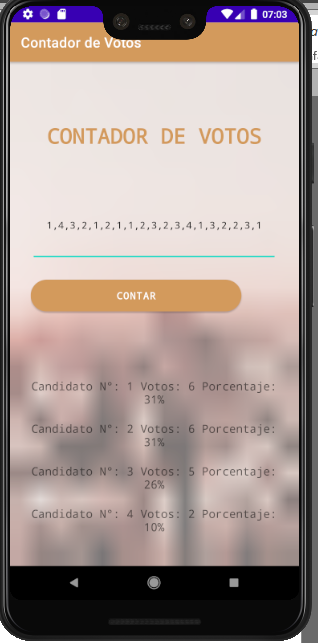 07:03
Contador de Votos
CONTADOR DE VOTOS
1,4,3,2,1,2,1,1,2,3,2,3,4,1,3,2,2,3,1
CONTAR
Candidato N°: 1 Votos: 6 Porcentaje:
31%
Candidato N°: 2 Votos: 6 Porcentaje:
31%
Candidato N°: 3 Votos: 5 Porcentaje:
26%
Candidato N°: 4 Votos: 2 Porcentaje:
10%